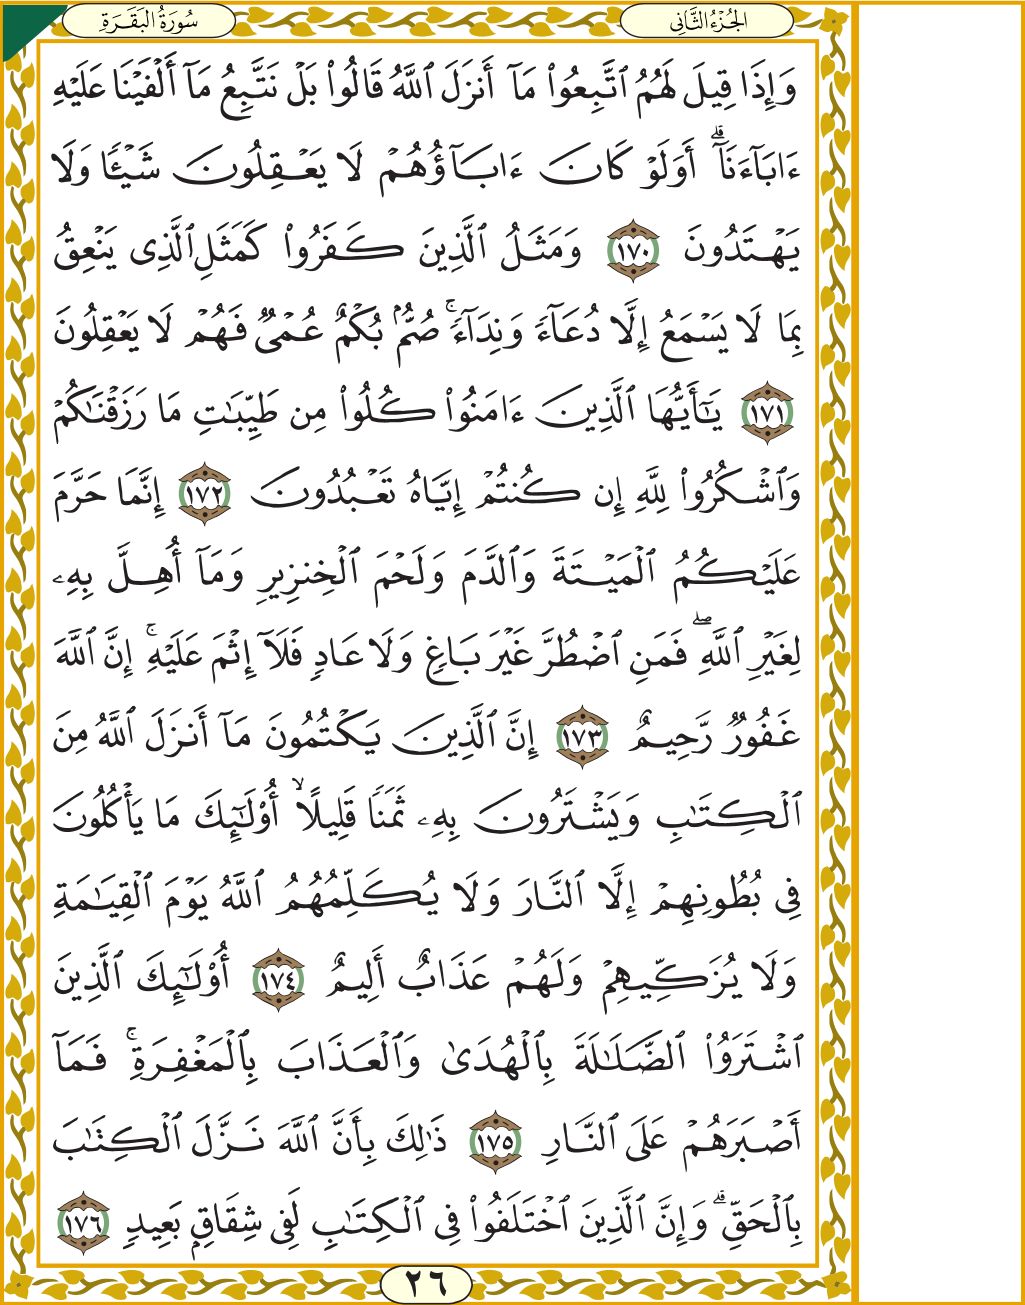 الجُزْءُ الثَّانِي
سُورَةُ البَقَرَةِ
وَإِذَا قِيلَ لَهُمُ ٱتَّبِعُوا۟ مَآ أَنزَلَ ٱللَّهُ قَالُوا۟ بَلْ نَتَّبِعُ مَآ أَلْفَيْنَا عَلَيْهِ
ءَابَآءَنَآ ۗ أَوَلَوْ كَانَ ءَابَآؤُهُمْ لَا يَعْقِلُونَ شَيْـًٔا وَلَا
يَهْتَدُونَ ١٧٠ وَمَثَلُ ٱلَّذِينَ كَفَرُوا۟ كَمَثَلِ ٱلَّذِى يَنْعِقُ
بِمَا لَا يَسْمَعُ إِلَّا دُعَآءً وَنِدَآءً ۚ صُمٌّۢ بُكْمٌ عُمْىٌ فَهُمْ لَا يَعْقِلُونَ
١٧١ يَـٰٓأَيُّهَا ٱلَّذِينَ ءَامَنُوا۟ كُلُوا۟ مِن طَيِّبَـٰتِ مَا رَزَقْنَـٰكُمْ
وَٱشْكُرُوا۟ لِلَّهِ إِن كُنتُمْ إِيَّاهُ تَعْبُدُونَ ١٧٢ إِنَّمَا حَرَّمَ
عَلَيْكُمُ ٱلْمَيْتَةَ وَٱلدَّمَ وَلَحْمَ ٱلْخِنزِيرِ وَمَآ أُهِلَّ بِهِۦ
لِغَيْرِ ٱللَّهِ ۖ فَمَنِ ٱضْطُرَّ غَيْرَ بَاغٍ وَلَا عَادٍ فَلَآ إِثْمَ عَلَيْهِ ۚ إِنَّ ٱللَّهَ
غَفُورٌ رَّحِيمٌ ١٧٣ إِنَّ ٱلَّذِينَ يَكْتُمُونَ مَآ أَنزَلَ ٱللَّهُ مِنَ
ٱلْكِتَـٰبِ وَيَشْتَرُونَ بِهِۦ ثَمَنًا قَلِيلًا ۙ أُو۟لَـٰٓئِكَ مَا يَأْكُلُونَ
فِى بُطُونِهِمْ إِلَّا ٱلنَّارَ وَلَا يُكَلِّمُهُمُ ٱللَّهُ يَوْمَ ٱلْقِيَـٰمَةِ
وَلَا يُزَكِّيهِمْ وَلَهُمْ عَذَابٌ أَلِيمٌ ١٧٤ أُو۟لَـٰٓئِكَ ٱلَّذِينَ
ٱشْتَرَوُا۟ ٱلضَّلَـٰلَةَ بِٱلْهُدَىٰ وَٱلْعَذَابَ بِٱلْمَغْفِرَةِ ۚ فَمَآ
أَصْبَرَهُمْ عَلَى ٱلنَّارِ ١٧٥ ذَٰلِكَ بِأَنَّ ٱللَّهَ نَزَّلَ ٱلْكِتَـٰبَ
بِٱلْحَقِّ ۗ وَإِنَّ ٱلَّذِينَ ٱخْتَلَفُوا۟ فِى ٱلْكِتَـٰبِ لَفِى شِقَاقٍۭ بَعِيدٍ ١٧٦
٢٦